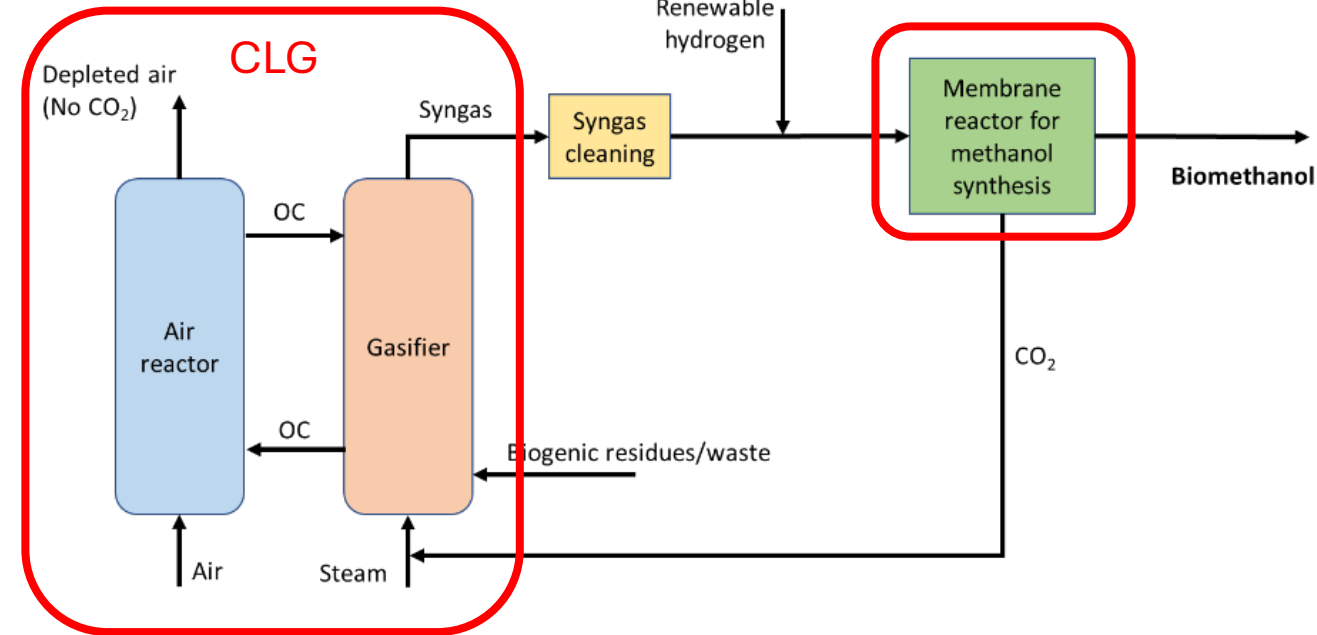 Renewable
hydrogen
CLG
Depleted air
(No CO₂)
Syngas
Syngas
cleaning
Membrane
reactor for
methanol
synthesis
Biomethanol
OC
Air
reactor
Gasifier
CO₂
OC
Biogenic residues/waste
Air
Steam